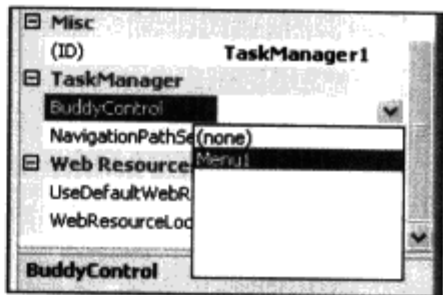 Misc
(ID) TaskManager1
TaskManager
BuddyControl
NavigationPathSe (none)
Web Resource Menu1
UseDefaultWebR
WebResourceLoc
BuddyControl